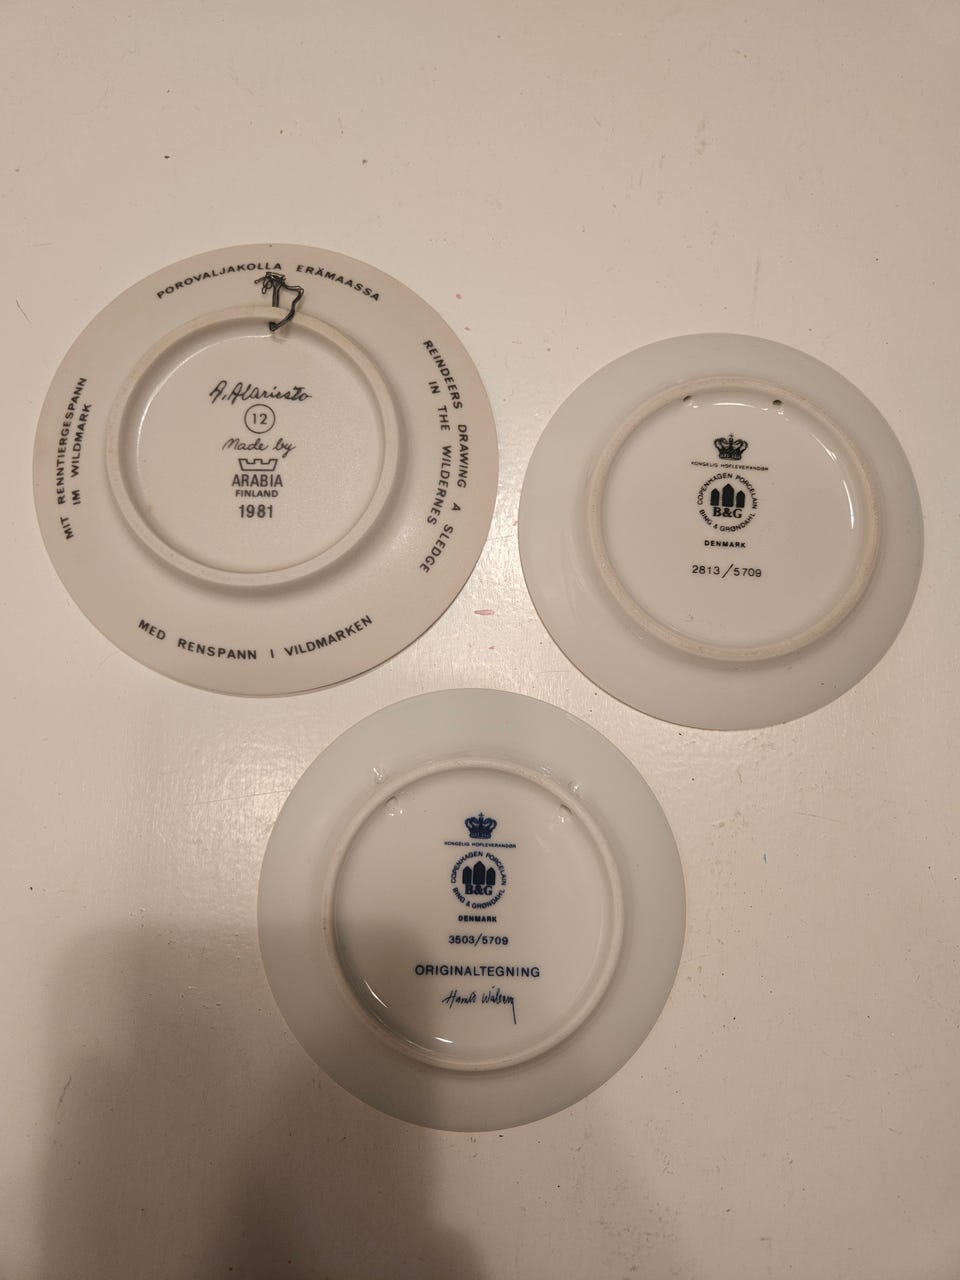 POROVALJAKOLLA ERÄMAASSA
REINDEERS DRAWING A SLEDGE
IN THE WILDERNES
MED RENSPANN I VILDMARKEN
MIT RENNTIERGESPANN
IM WILDMARK
A. Alariesto
12
Made by
ARABIA
FINLAND
1981
KONGELIG HOFLEVERANDØR
COPENHAGEN PORCELAIN
BING & GRØNDAHL
B&G
DENMARK
2813/5709
KONGELIG HOFLEVERANDØR
COPENHAGEN PORCELAIN
BING & GRØNDAHL
B&G
DENMARK
3503/5709
ORIGINALTEGNING